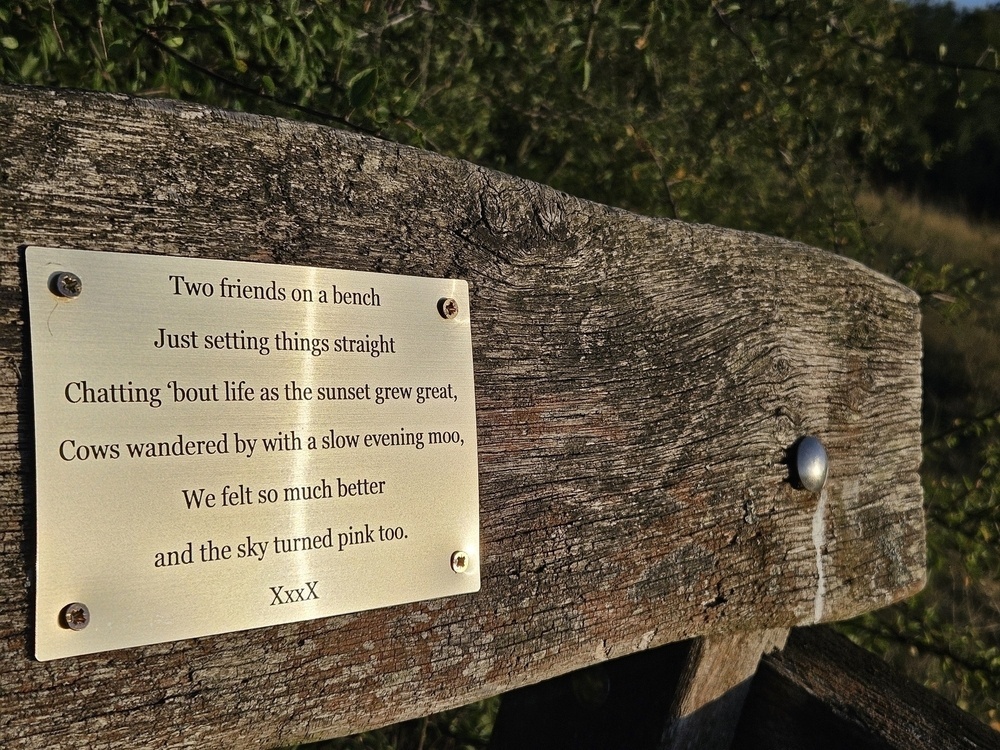 Two friends on a bench
Just setting things straight
Chatting ‘bout life as the sunset grew great,
Cows wandered by with a slow evening moo,
We felt so much better
and the sky turned pink too.
XxxX